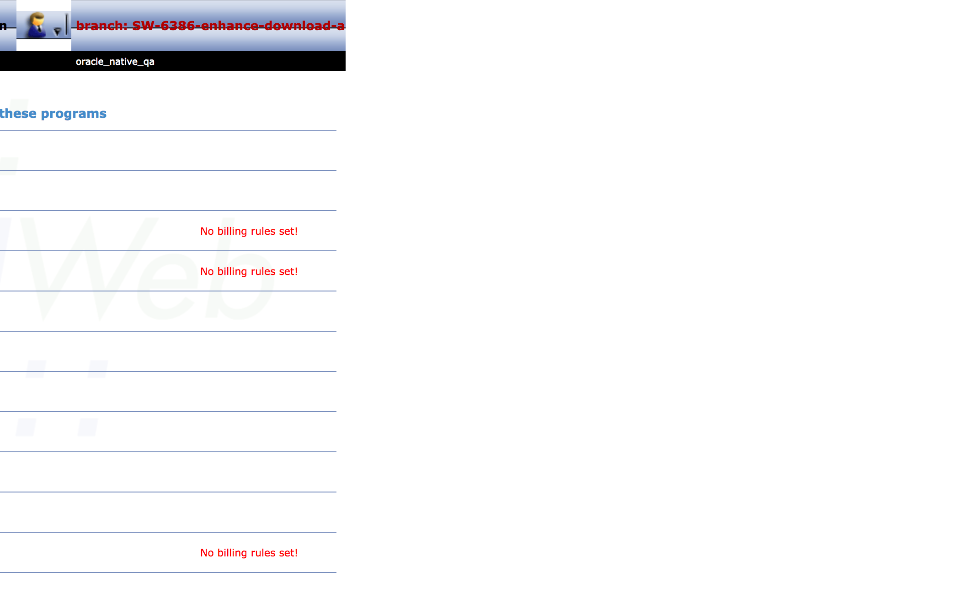 n branch: SW-6386-enhance-download-a
oracle_native_qa
these programs
No billing rules set!
Web
No billing rules set!
No billing rules set!